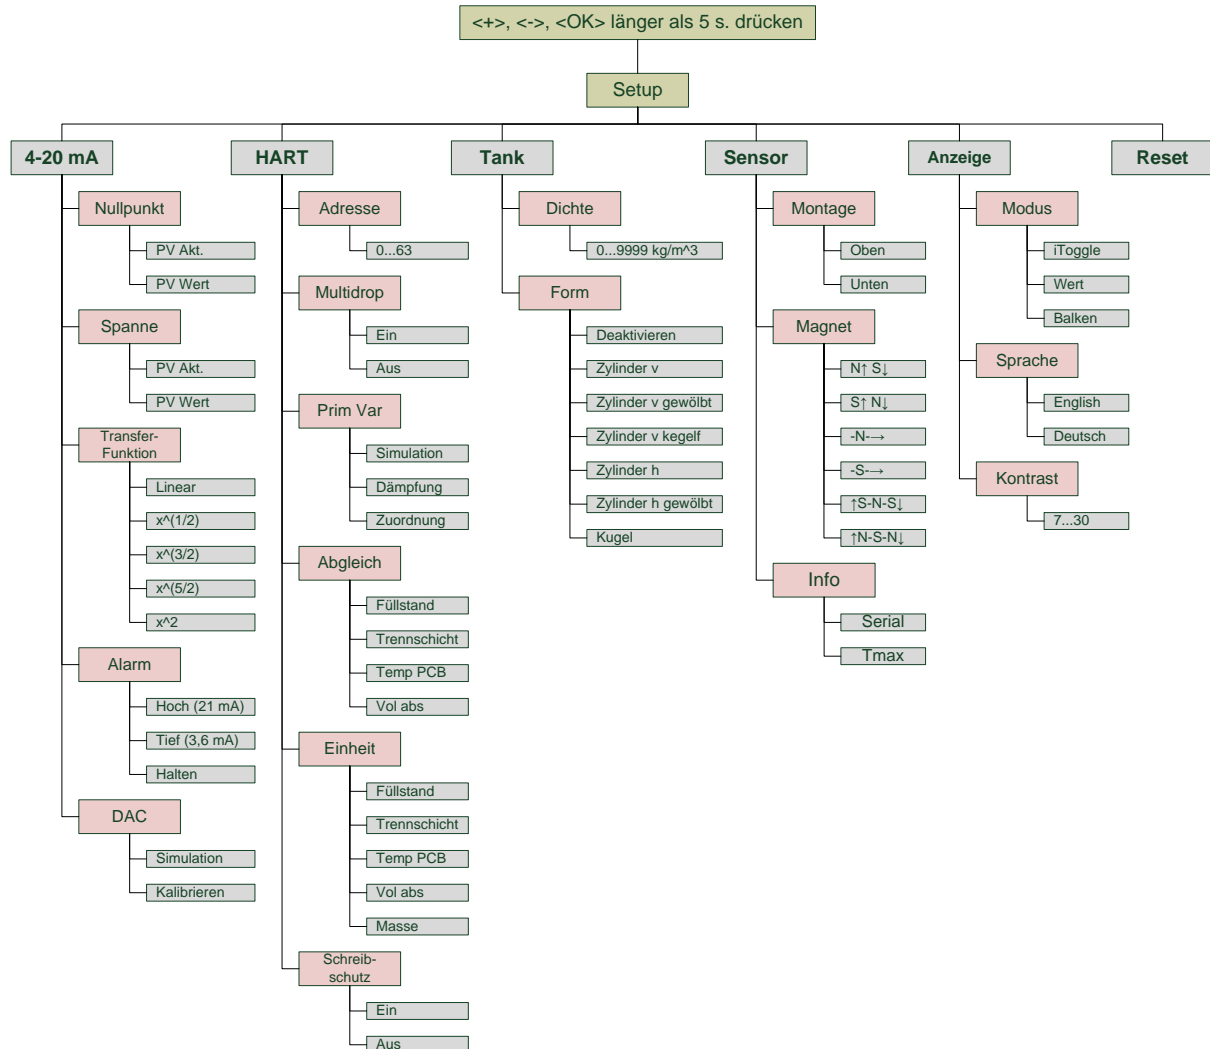 <+>, <->, <OK> länger als 5 s. drücken
Setup
4-20 mA
Nullpunkt
PV Akt.
PV Wert
Spanne
PV Akt.
PV Wert
Transfer-
Funktion
Linear
x^(1/2)
x^(3/2)
x^(5/2)
x^2
Alarm
Hoch (21 mA)
Tief (3,6 mA)
Halten
DAC
Simulation
Kalibrieren
HART
Adresse
0...63
Multidrop
Ein
Aus
Prim Var
Simulation
Dämpfung
Zuordnung
Abgleich
Füllstand
Trennschicht
Temp PCB
Vol abs
Einheit
Füllstand
Trennschicht
Temp PCB
Vol abs
Masse
Schreib-
schutz
Ein
Aus
Tank
Dichte
0...9999 kg/m^3
Form
Deaktivieren
Zylinder v
Zylinder v gewölbt
Zylinder v kegelf
Zylinder h
Zylinder h gewölbt
Kugel
Sensor
Montage
Oben
Unten
Magnet
N↑ S↓
S↑ N↓
-N-→
-S-→
↑S-N-S↓
↑N-S-N↓
Info
Serial
Tmax
Anzeige
Modus
iToggle
Wert
Balken
Sprache
English
Deutsch
Kontrast
7...30
Reset